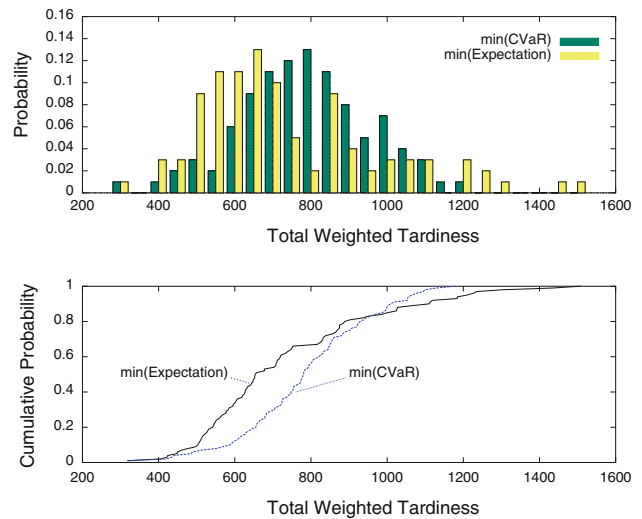 0.16
0.14
0.12
0.1
0.08
0.06
0.04
0.02
0
Probability
min(CVaR)
min(Expectation)
200 400 600 800 1000 1200 1400 1600
Total Weighted Tardiness
1
0.8
0.6
0.4
0.2
0
Cumulative Probability
min(Expectation)
min(CVaR)
200 400 600 800 1000 1200 1400 1600
Total Weighted Tardiness